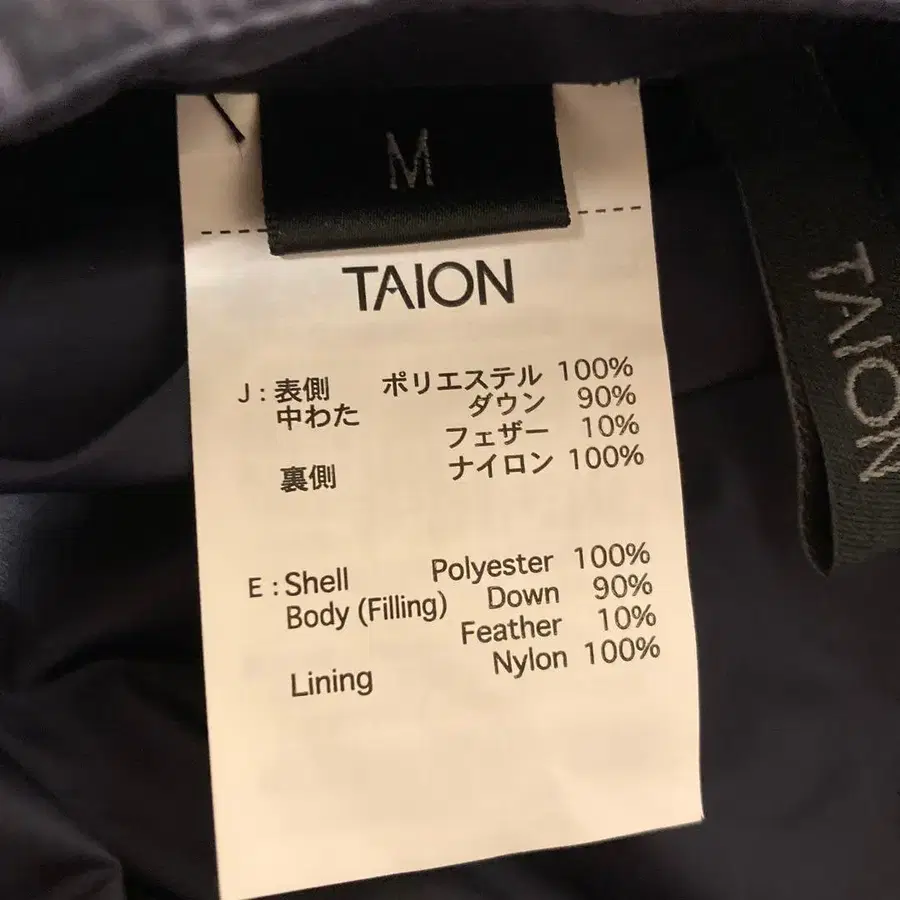 M
TAION
J : 表側 ポリエステル 100%
中わた ダウン 90%
フェザー 10%
裏側 ナイロン 100%
E : Shell Polyester 100%
Body (Filling) Down 90%
Feather 10%
Lining Nylon 100%
TAION